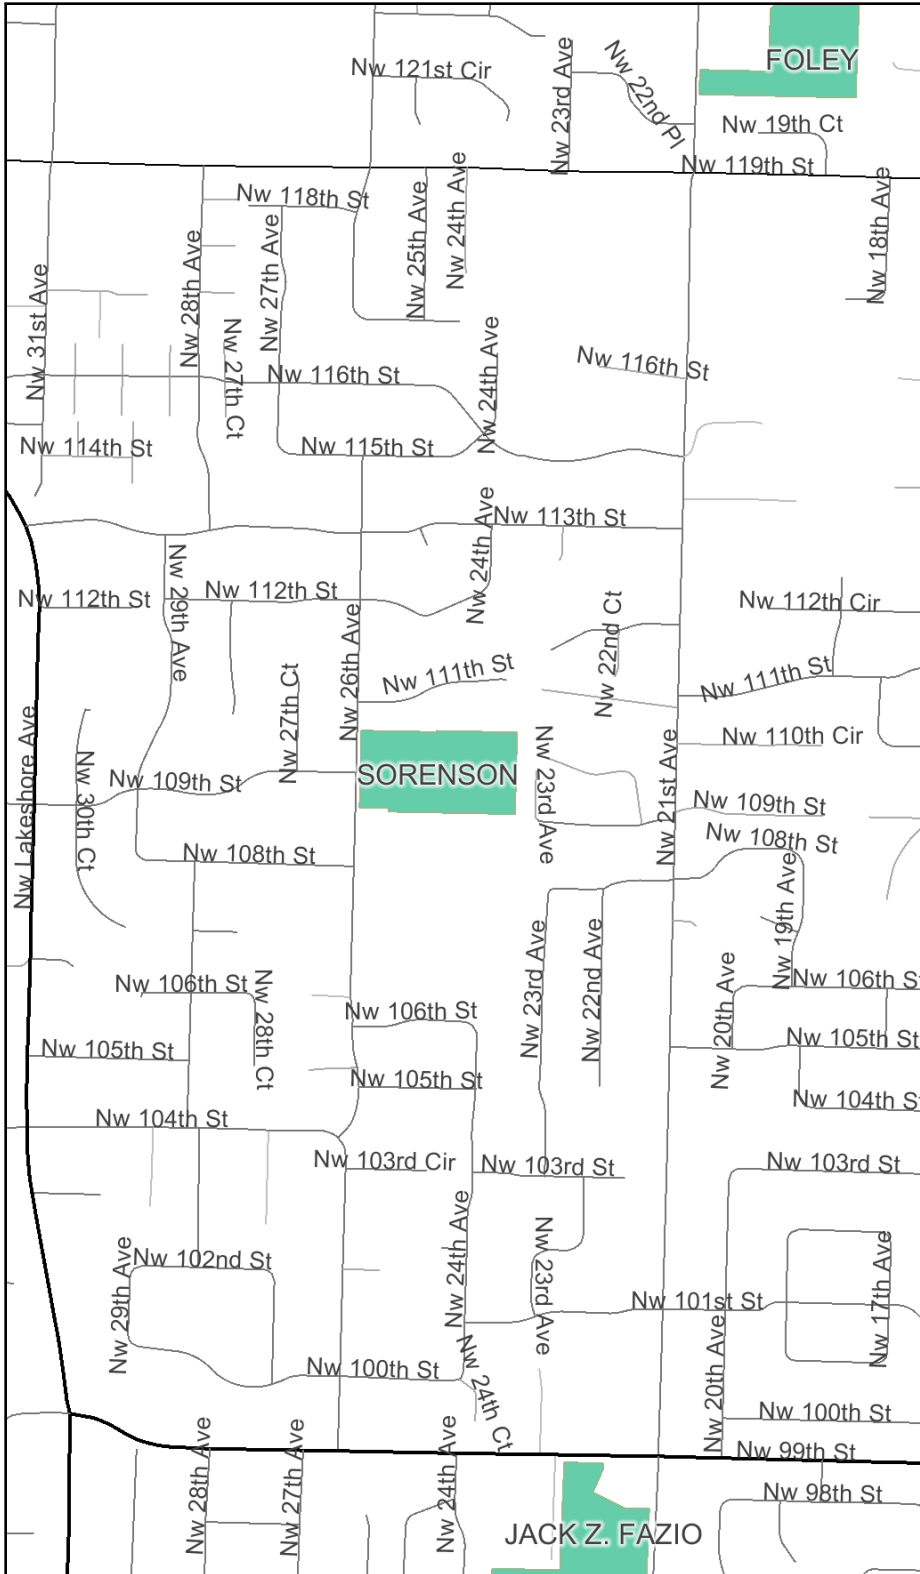 FOLEY
Nw 121st Cir
Nw 23rd Ave
Nw 22nd Pl
Nw 19th Ct
Nw 119th St
Nw 118th St
Nw 25th Ave
Nw 24th Ave
Nw 18th Ave
Nw 31st Ave
Nw 28th Ave
Nw 27th Ave
Nw 27th Ct
Nw 116th St
Nw 24th Ave
Nw 116th St
Nw 114th St
Nw 115th St
Nw 24th Ave
Nw 113th St
Nw 29th Ave
Nw 112th St
Nw 112th St
Nw 22nd Ct
Nw 112th Cir
Nw 26th Ave
Nw 27th Ct
Nw 111th St
Nw 111th St
Nw Lakeshore Ave
Nw 30th Ct
Nw 109th St
SORENSON
Nw 23rd Ave
Nw 21st Ave
Nw 110th Cir
Nw 109th St
Nw 108th St
Nw 108th St
Nw 19th Ave
Nw 23rd Ave
Nw 22nd Ave
Nw 20th Ave
Nw 106th St
Nw 106th St
Nw 28th Ct
Nw 106th St
Nw 105th St
Nw 105th St
Nw 105th St
Nw 104th St
Nw 104th St
Nw 103rd Cir
Nw 103rd St
Nw 103rd St
Nw 24th Ave
Nw 23rd Ave
Nw 29th Ave
Nw 102nd St
Nw 101st St
Nw 17th Ave
Nw 20th Ave
Nw 100th St
Nw 24th Ct
Nw 100th St
Nw 28th Ave
Nw 27th Ave
Nw 24th Ave
Nw 99th St
Nw 98th St
JACK Z. FAZIO